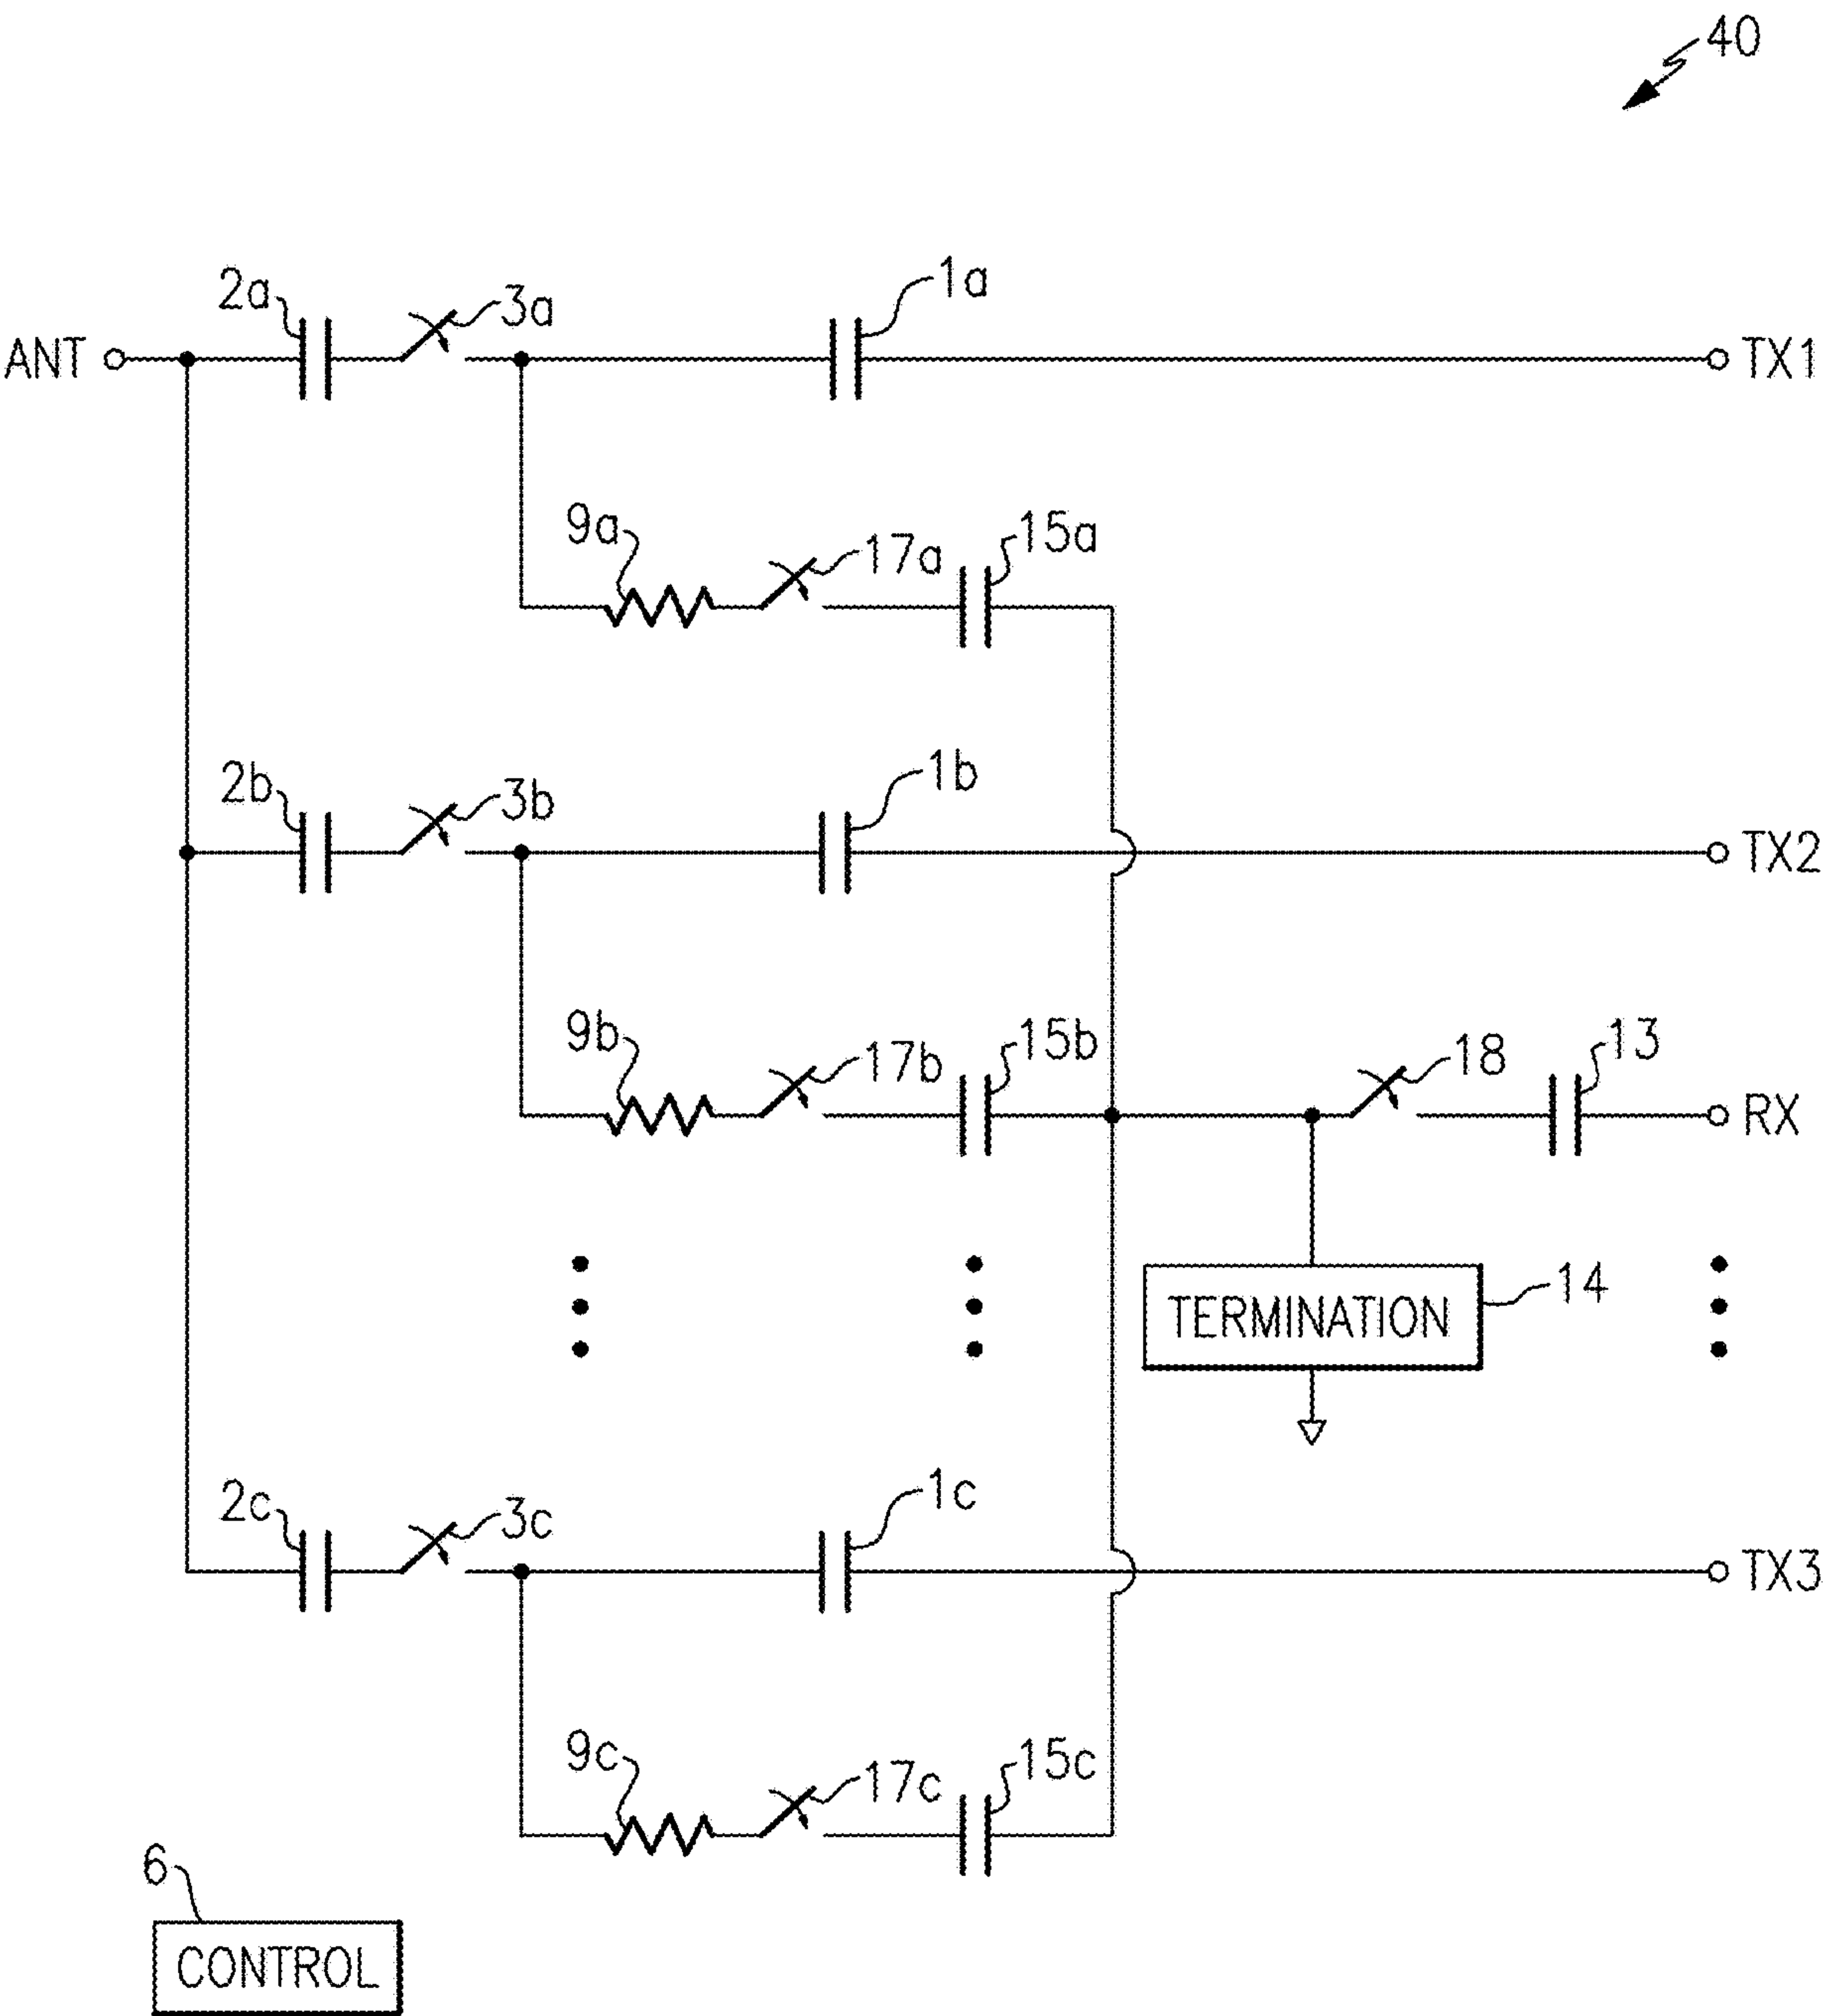 40
2a
3a
1a
ANT
TX1
9a
17a
15a
2b
3b
1b
TX2
9b
17b
15b
18
13
RX
TERMINATION
14
2c
3c
1c
TX3
9c
17c
15c
6
CONTROL